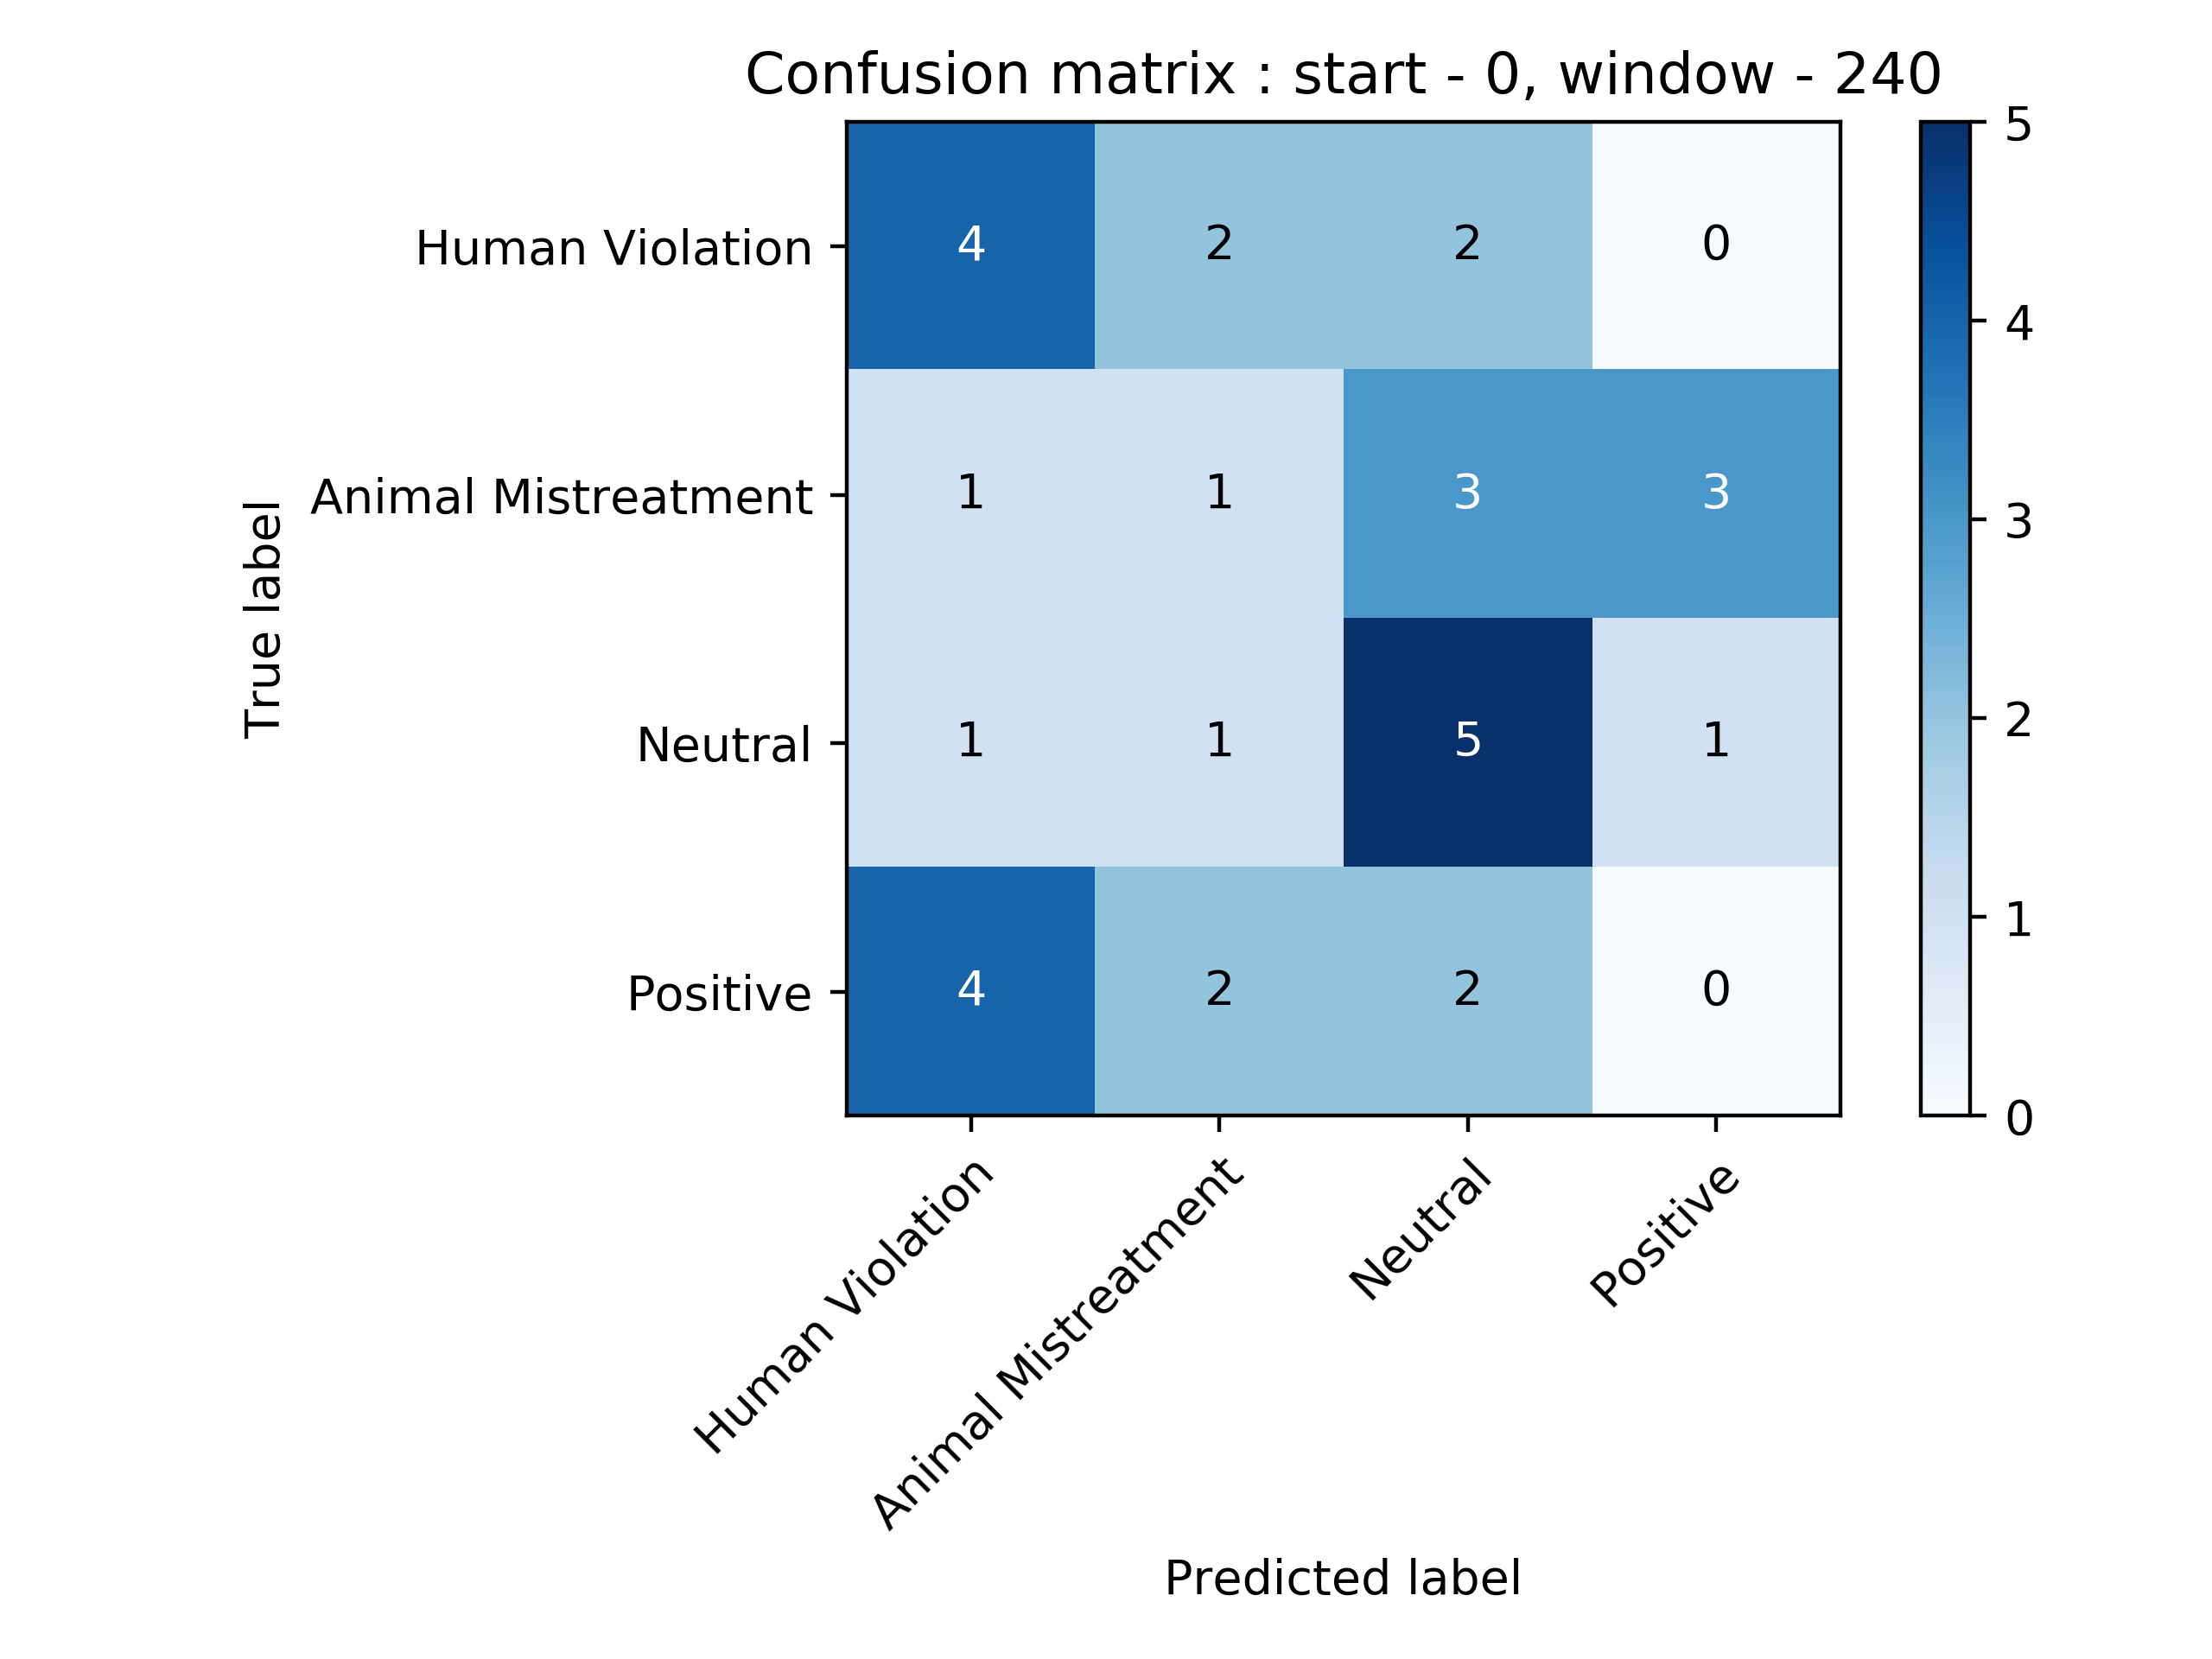 Confusion matrix : start - 0, window - 240
True label
Human Violation
4 2 2 0
Animal Mistreatment
1 1 3 3
Neutral
1 1 5 1
Positive
4 2 2 0
Human Violation
Animal Mistreatment
Neutral
Positive
Predicted label
5
4
3
2
1
0